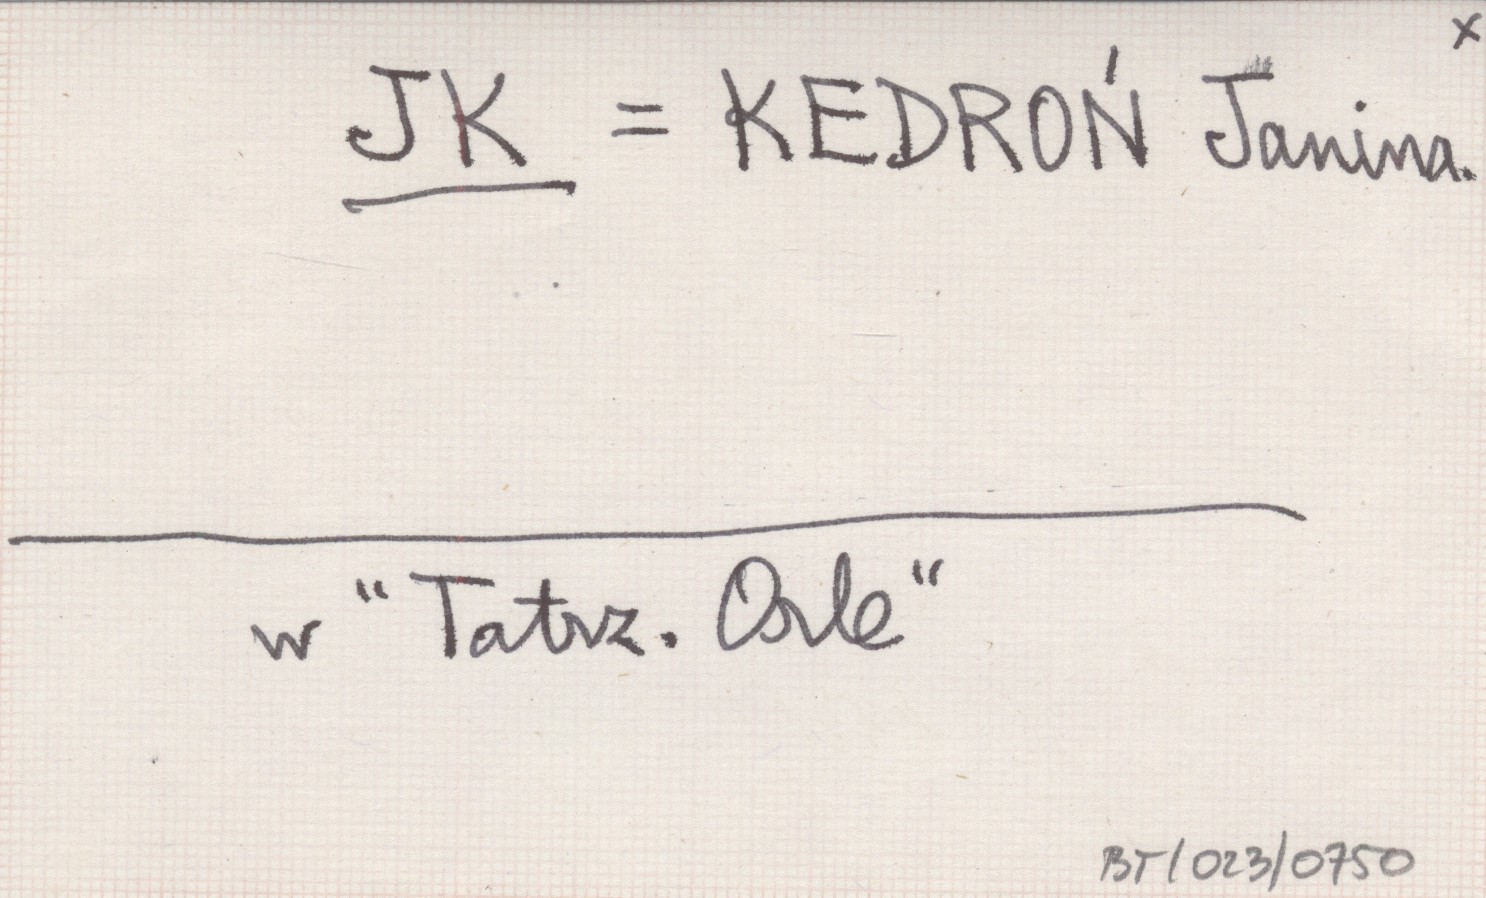 x
JK = KEDROŃ Janina.
w "Tatrz. Orle"
BT/023/0750